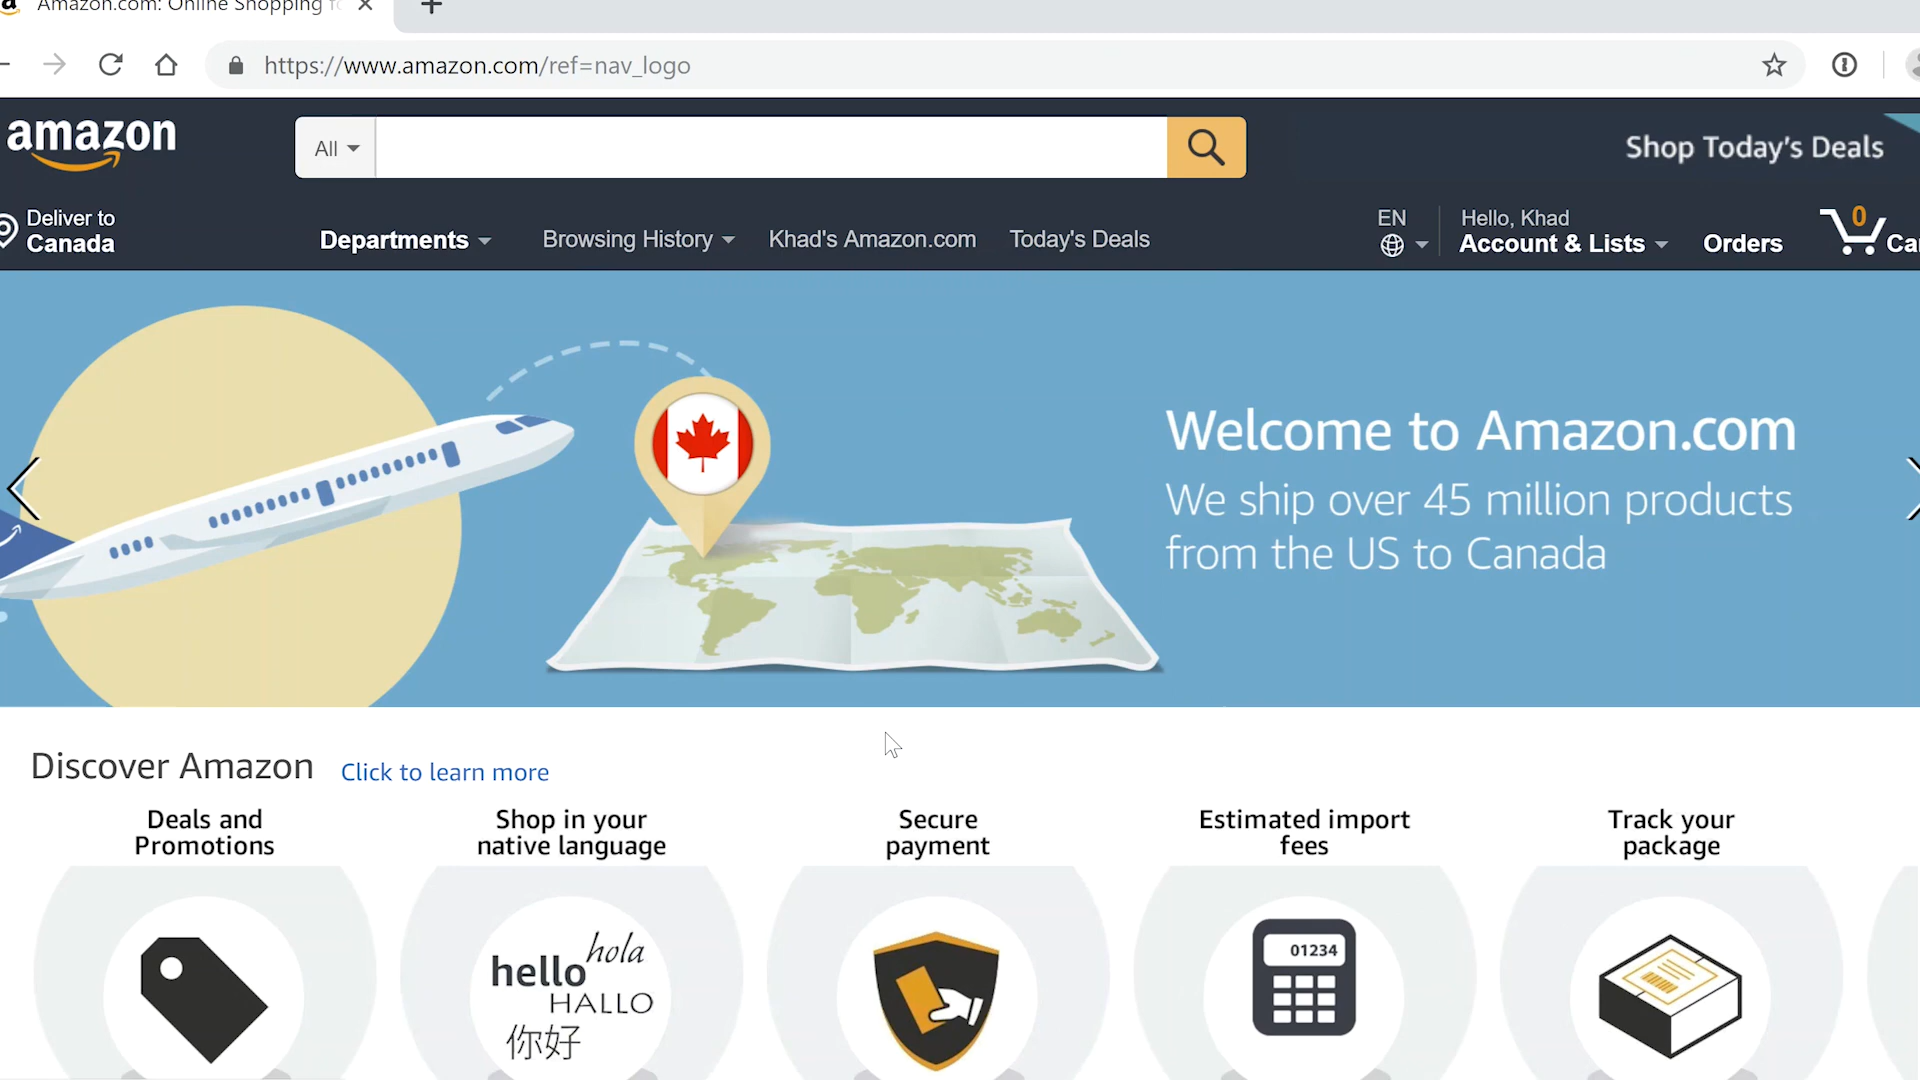 Amazon.com: Online Shopping
https://www.amazon.com/ref=nav_logo
amazon
All
Shop Today's Deals
Deliver to
Canada
Departments
Browsing History
Khad's Amazon.com
Today's Deals
EN
Hello, Khad
Account & Lists
Orders
0
Welcome to Amazon.com
We ship over 45 million products
from the US to Canada
Discover Amazon
Click to learn more
Deals and
Promotions
Shop in your
native language
Secure
payment
Estimated import
fees
Track your
package
hola
hello
HALLO
你好
01234